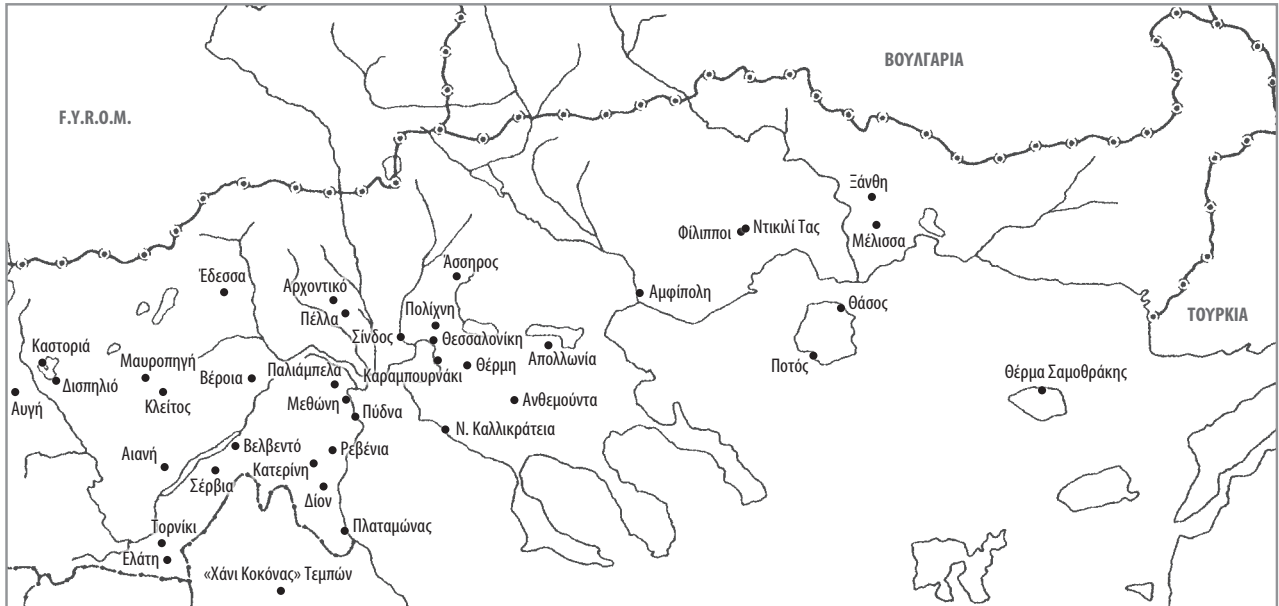 ΒΟΥΛΓΑΡΙΑ
F.Y.R.O.M.
Ξάνθη
Φίλιπποι
Ντικιλί Τας
Μέλισσα
Άσσηρος
Έδεσσα
Αρχοντικό
Αμφίπολη
Πέλλα
Πολίχνη
Θάσος
ΤΟΥΡΚΙΑ
Σίνδος
Θεσσαλονίκη
Απολλωνία
Καστοριά
Μαυροπηγή
Παλιάμπελα
Καραμπουρνάκι
Θέρμη
Ποτός
Θέρμα Σαμοθράκης
Δισπηλιό
Βέροια
Κλείτος
Μεθώνη
Ανθεμούντα
Αυγή
Πύδνα
Ν. Καλλικράτεια
Βελβεντό
Ρεβένια
Αιανή
Κατερίνη
Σέρβια
Δίον
Τορνίκι
Πλαταμώνας
Ελάτη
«Χάνι Κοκόνας» Τεμπών